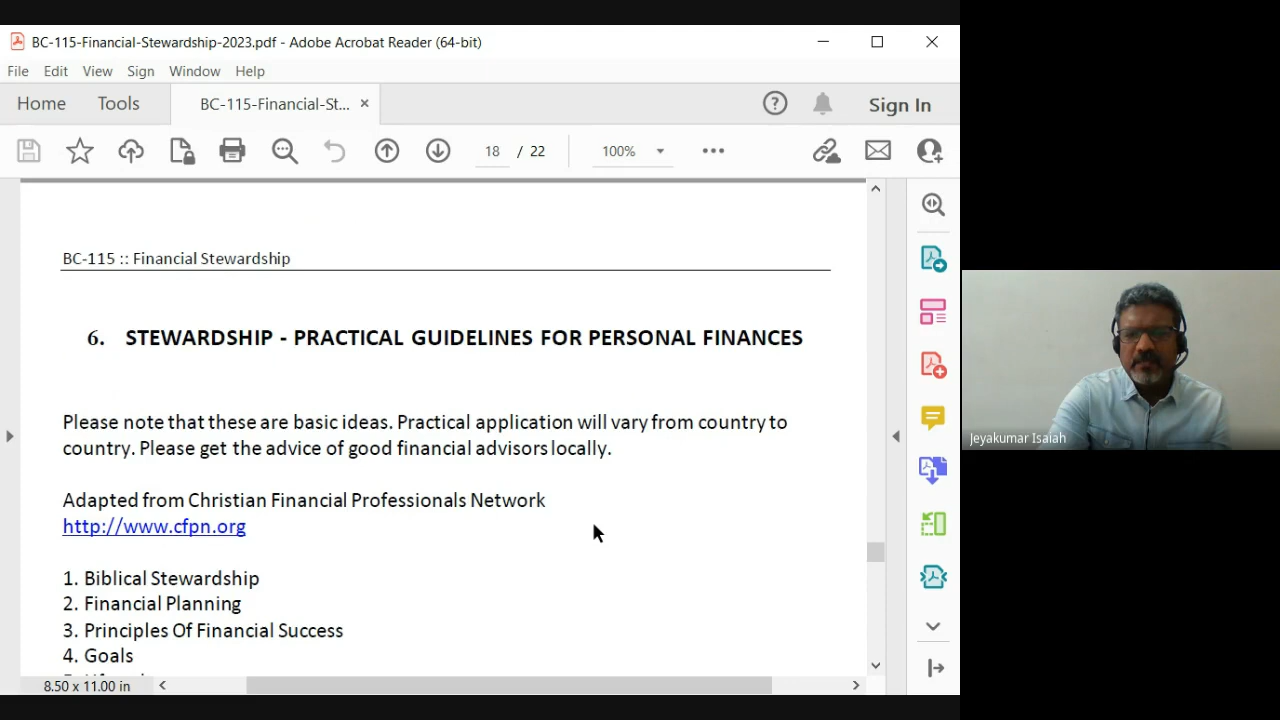 BC-115-Financial-Stewardship-2023.pdf - Adobe Acrobat Reader (64-bit)
File Edit View Sign Window Help
Home Tools BC-115-Financial-St... × Sign In
18 / 22 100%
BC-115 :: Financial Stewardship
6. STEWARDSHIP - PRACTICAL GUIDELINES FOR PERSONAL FINANCES
Please note that these are basic ideas. Practical application will vary from country to
country. Please get the advice of good financial advisors locally.
Adapted from Christian Financial Professionals Network
http://www.cfpn.org
1. Biblical Stewardship
2. Financial Planning
3. Principles Of Financial Success
4. Goals
8.50 x 11.00 in
Jeyakumar Isaiah